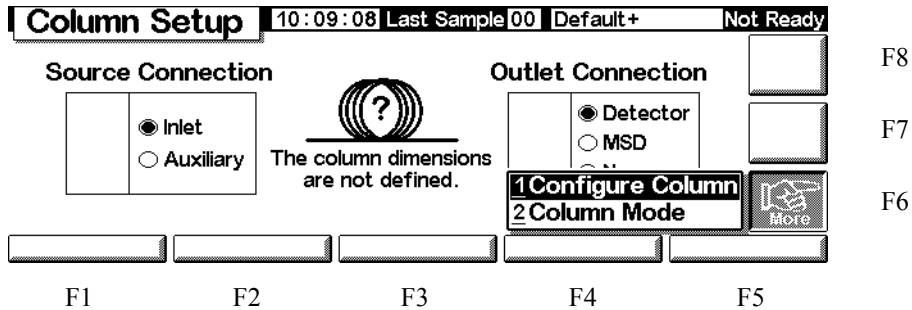 Column Setup 10:09:08 Last Sample 00 Default+ Not Ready
Source Connection
Inlet
Auxiliary
?
The column dimensions
are not defined.
Outlet Connection
Detector
MSD
1 Configure Column
2 Column Mode
More
F8
F7
F6
F1 F2 F3 F4 F5